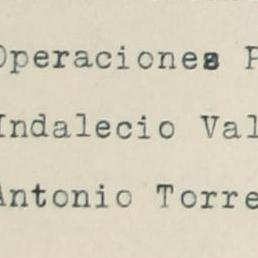 Operaciones P
Indalecio Val
Antonio Torre